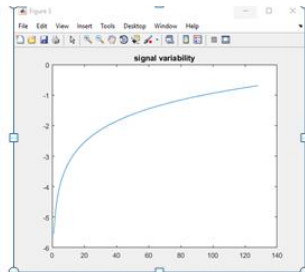 Figure 1
File Edit View Insert Tools Desktop Window Help
signal variability
0
-1
-2
-3
-4
-5
-6
0 20 40 60 80 100 120 140